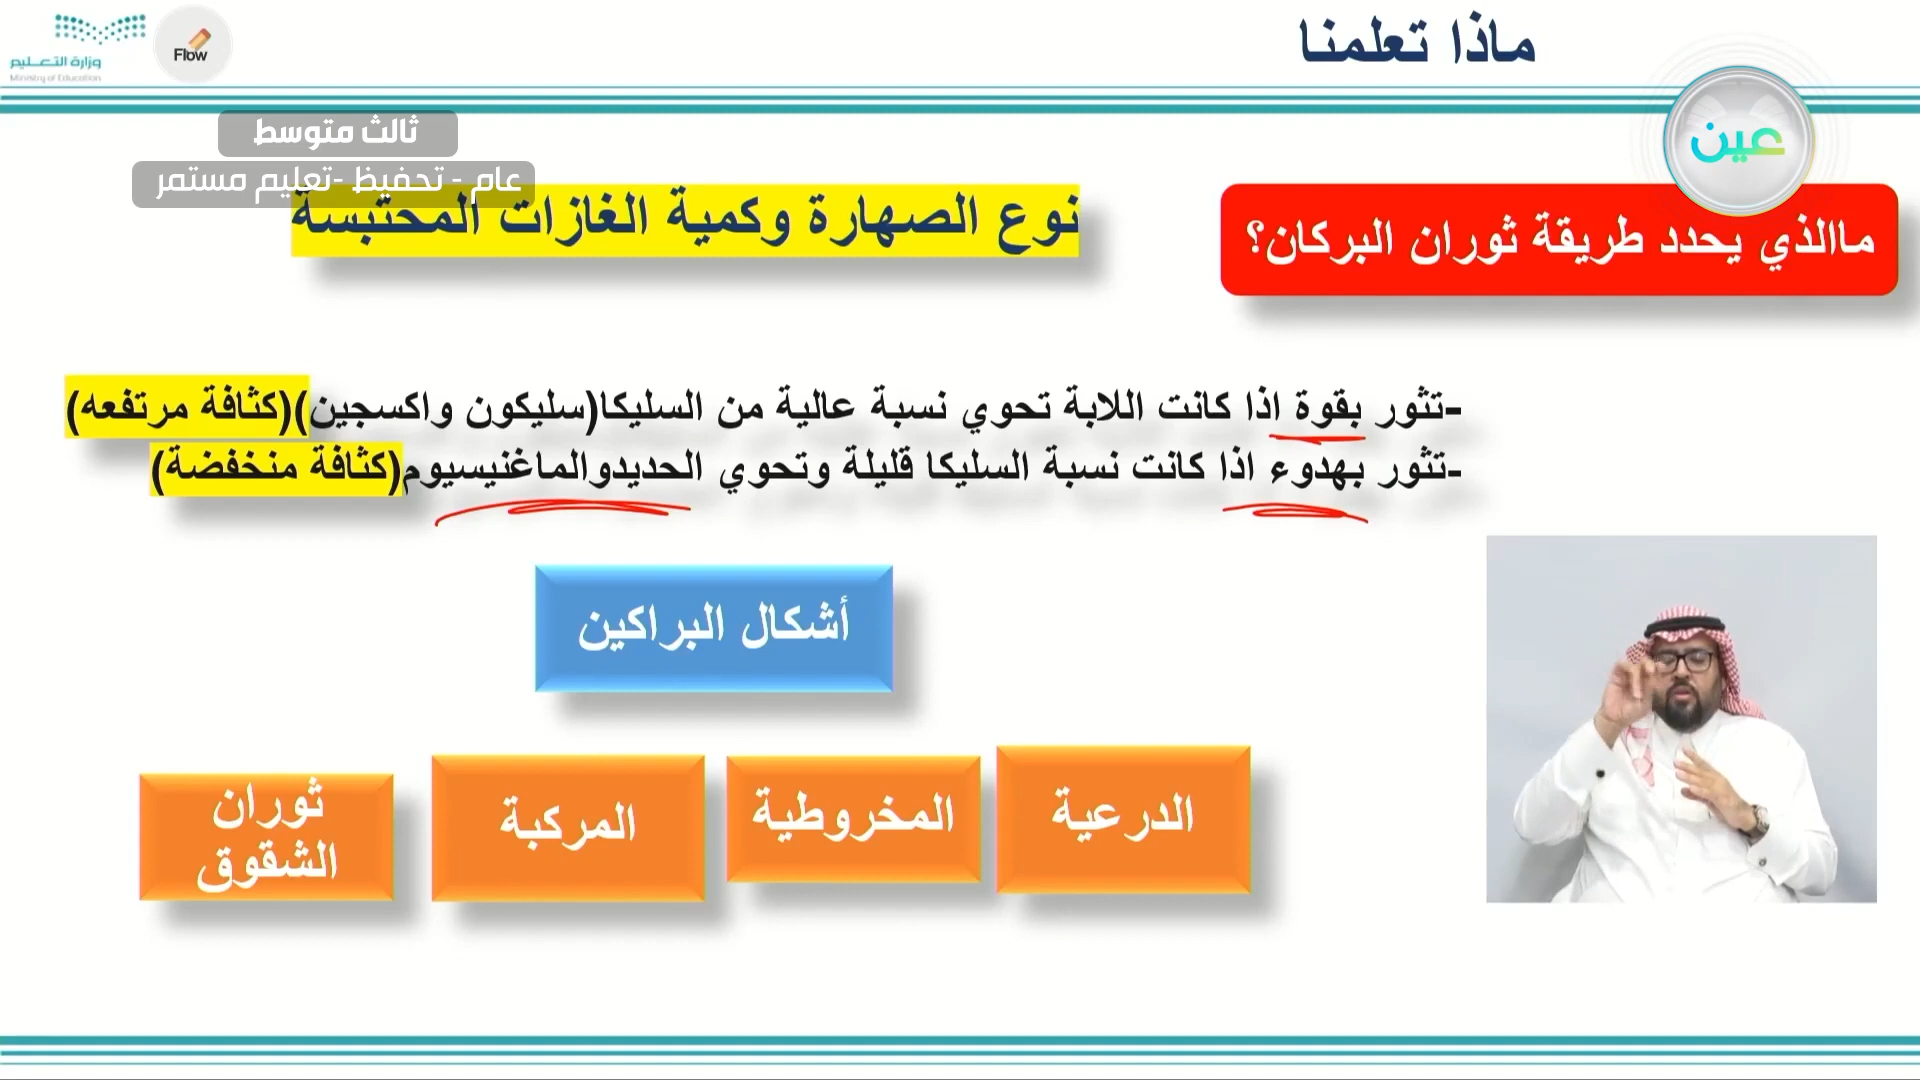 ماذا تعلمنا
وزارة التعليم
Ministry of Education
Flow
عين
ثالث متوسط
عام - تحفيظ -تعليم مستمر
ماالذي يحدد طريقة ثوران البركان؟
نوع الصهارة وكمية الغازات المحتبسة
-تثور بقوة اذا كانت اللابة تحوي نسبة عالية من السليكا(سليكون واكسجين)(كثافة مرتفعه)
-تثور بهدوء اذا كانت نسبة السليكا قليلة وتحوي الحديدوالماغنيسيوم(كثافة منخفضة)
أشكال البراكين
الدرعية
المخروطية
المركبة
ثوران
الشقوق